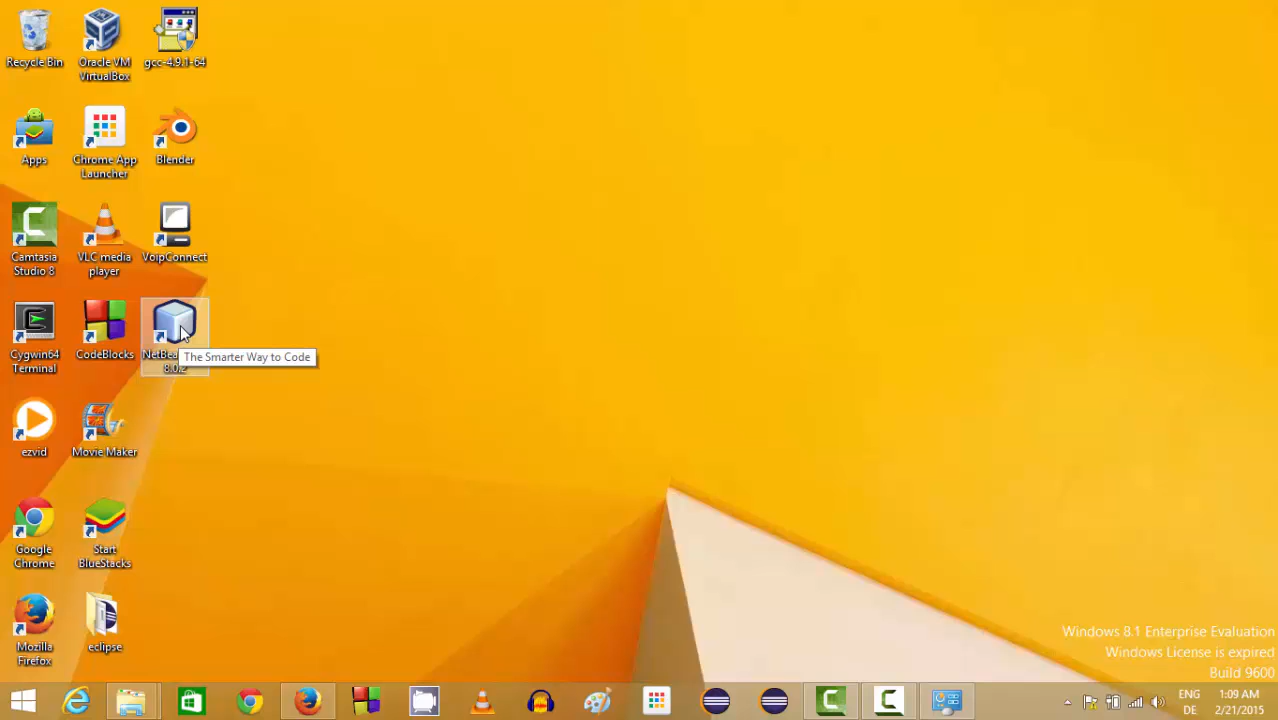 Recycle Bin
Oracle VM
VirtualBox
gcc-4.9.1-64
Apps
Chrome App
Launcher
Blender
Camtasia
Studio 8
VLC media
player
VoipConnect
Cygwin64
Terminal
CodeBlocks
The Smarter Way to Code
8.0.2
ezvid
Movie Maker
Google
Chrome
Start
BlueStacks
Mozilla
Firefox
eclipse
Windows 8.1 Enterprise Evaluation
Windows License is expired
Build 9600
ENG
DE
1:09 AM
2/21/2015